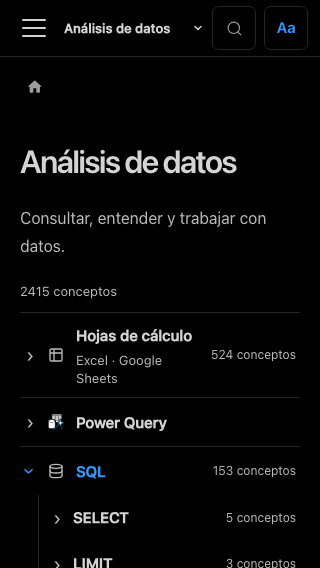 Análisis de datos
Aa
Análisis de datos
Consultar, entender y trabajar con
datos.
2415 conceptos
Hojas de cálculo
Excel · Google
Sheets
524 conceptos
Power Query
SQL
153 conceptos
SELECT
5 conceptos
LIMIT
3 conceptos